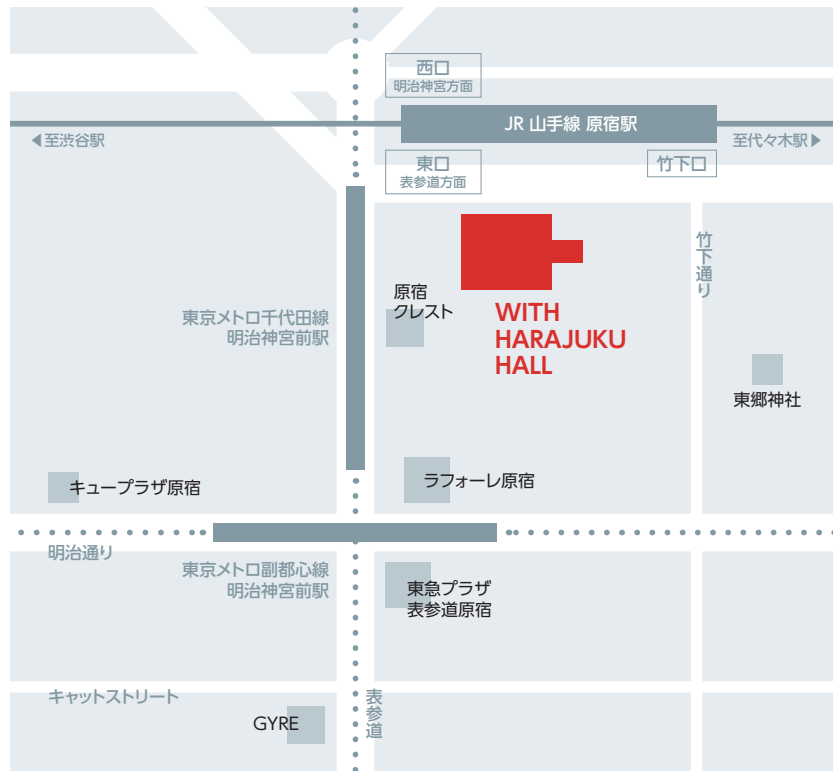 西口
明治神宮方面
JR 山手線 原宿駅
◀至渋谷駅
至代々木駅▶
東口
表参道方面
竹下口
竹下通り
原宿
クレスト
WITH
HARAJUKU
HALL
東京メトロ千代田線
明治神宮前駅
東郷神社
キュープラザ原宿
ラフォーレ原宿
明治通り
東京メトロ副都心線
明治神宮前駅
東急プラザ
表参道原宿
キャットストリート
表参道
GYRE